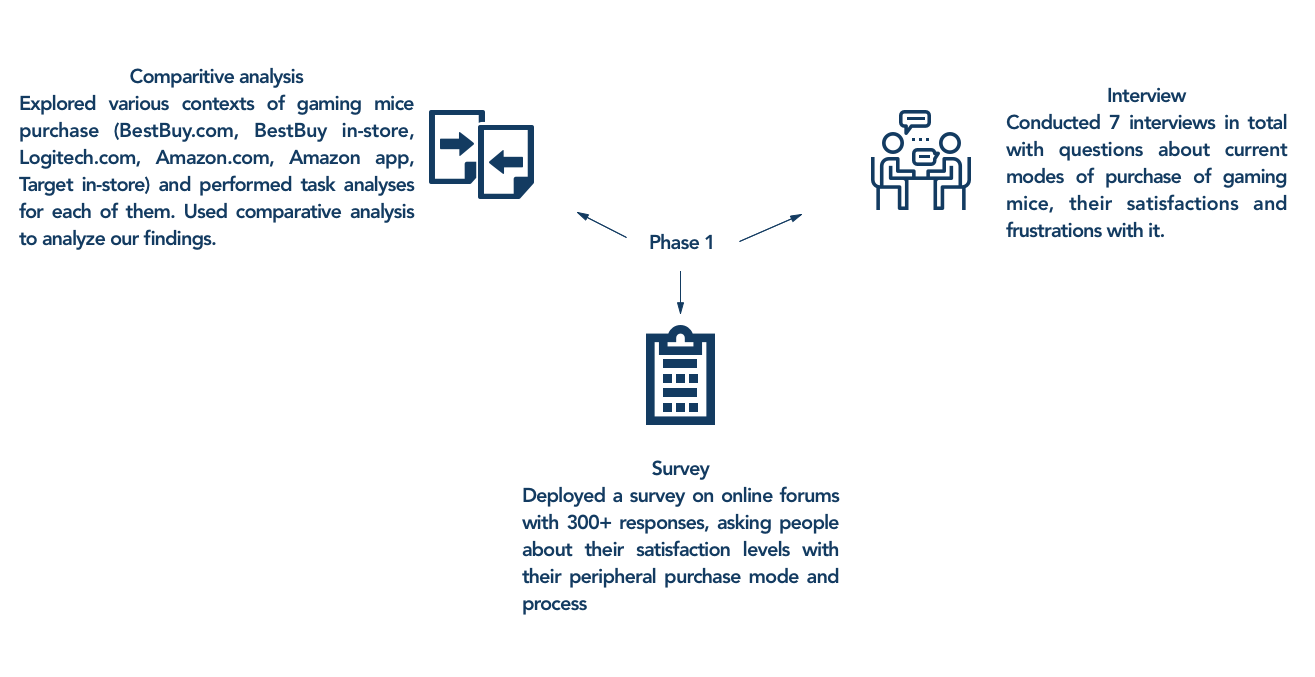 Comparitive analysis
Explored various contexts of gaming mice
purchase (BestBuy.com, BestBuy in-store,
Logitech.com, Amazon.com, Amazon app,
Target in-store) and performed task analyses
for each of them. Used comparative analysis
to analyze our findings.
Interview
Conducted 7 interviews in total
with questions about current
modes of purchase of gaming
mice, their satisfactions and
frustrations with it.
Phase 1
Survey
Deployed a survey on online forums
with 300+ responses, asking people
about their satisfaction levels with
their peripheral purchase mode and
process